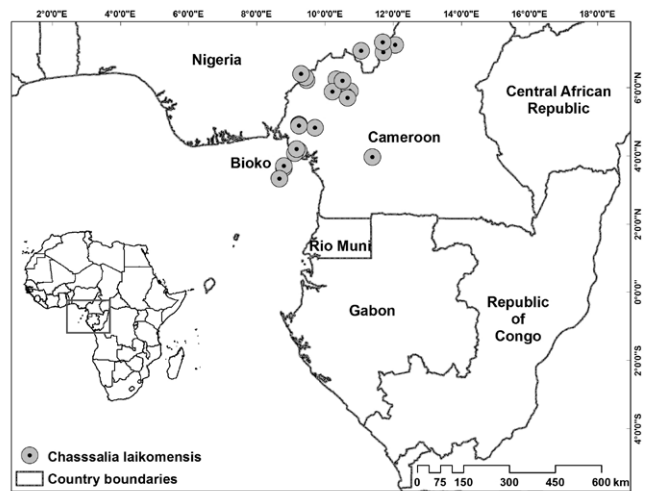 2°0'0"E 4°0'0"E 6°0'0"E 8°0'0"E 10°0'0"E 12°0'0"E 14°0'0"E 16°0'0"E 18°0'0"E
Nigeria
6°0'0"N
Central African
Republic
Cameroon
4°0'0"N
Bioko
2°0'0"N
Rio Muni
0°0'0"
Gabon
Republic
of
Congo
2°0'0"S
4°0'0"S
Chasssalia laikomensis
Country boundaries
0 75 150 300 450 600 km